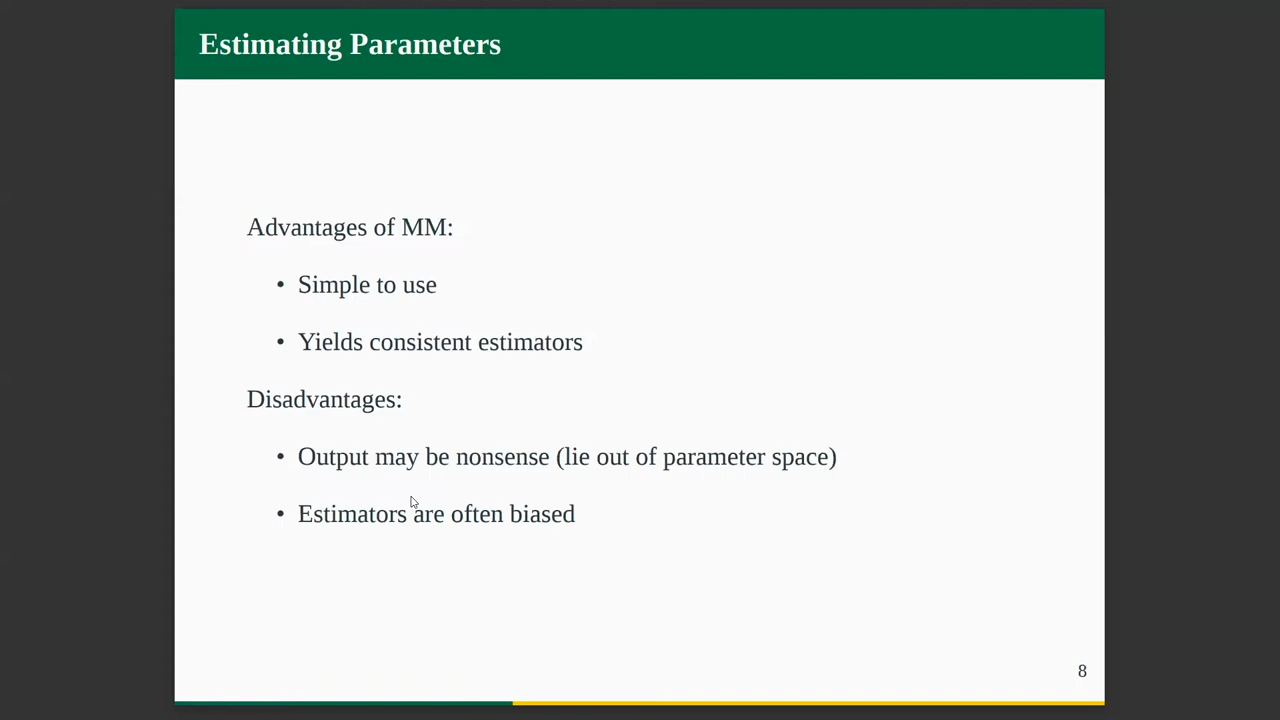 Estimating Parameters
Advantages of MM:
• Simple to use
• Yields consistent estimators
Disadvantages:
• Output may be nonsense (lie out of parameter space)
• Estimators are often biased
8